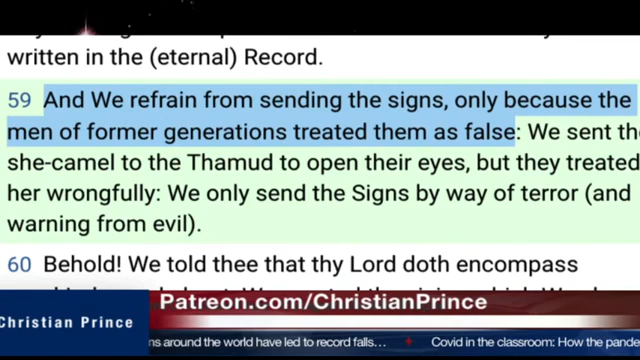 written in the (eternal) Record.
59 And We refrain from sending the signs, only because the
men of former generations treated them as false: We sent the
she-camel to the Thamud to open their eyes, but they treated
her wrongfully: We only send the Signs by way of terror (and
warning from evil).
60 Behold! We told thee that thy Lord doth encompass
Patreon.com/ChristianPrince
Christian Prince
around the world have led to record falls... Covid in the classroom: How the